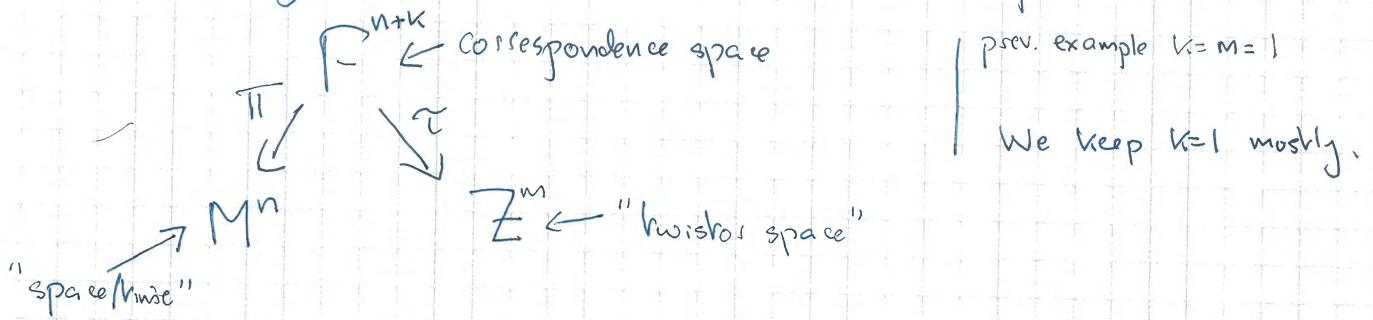 F^{n+k} ← correspondence space
π τ
M^n Z^m ← "twistor space"
"space/time"
prev. example k=m=1
We keep k=1 mostly.